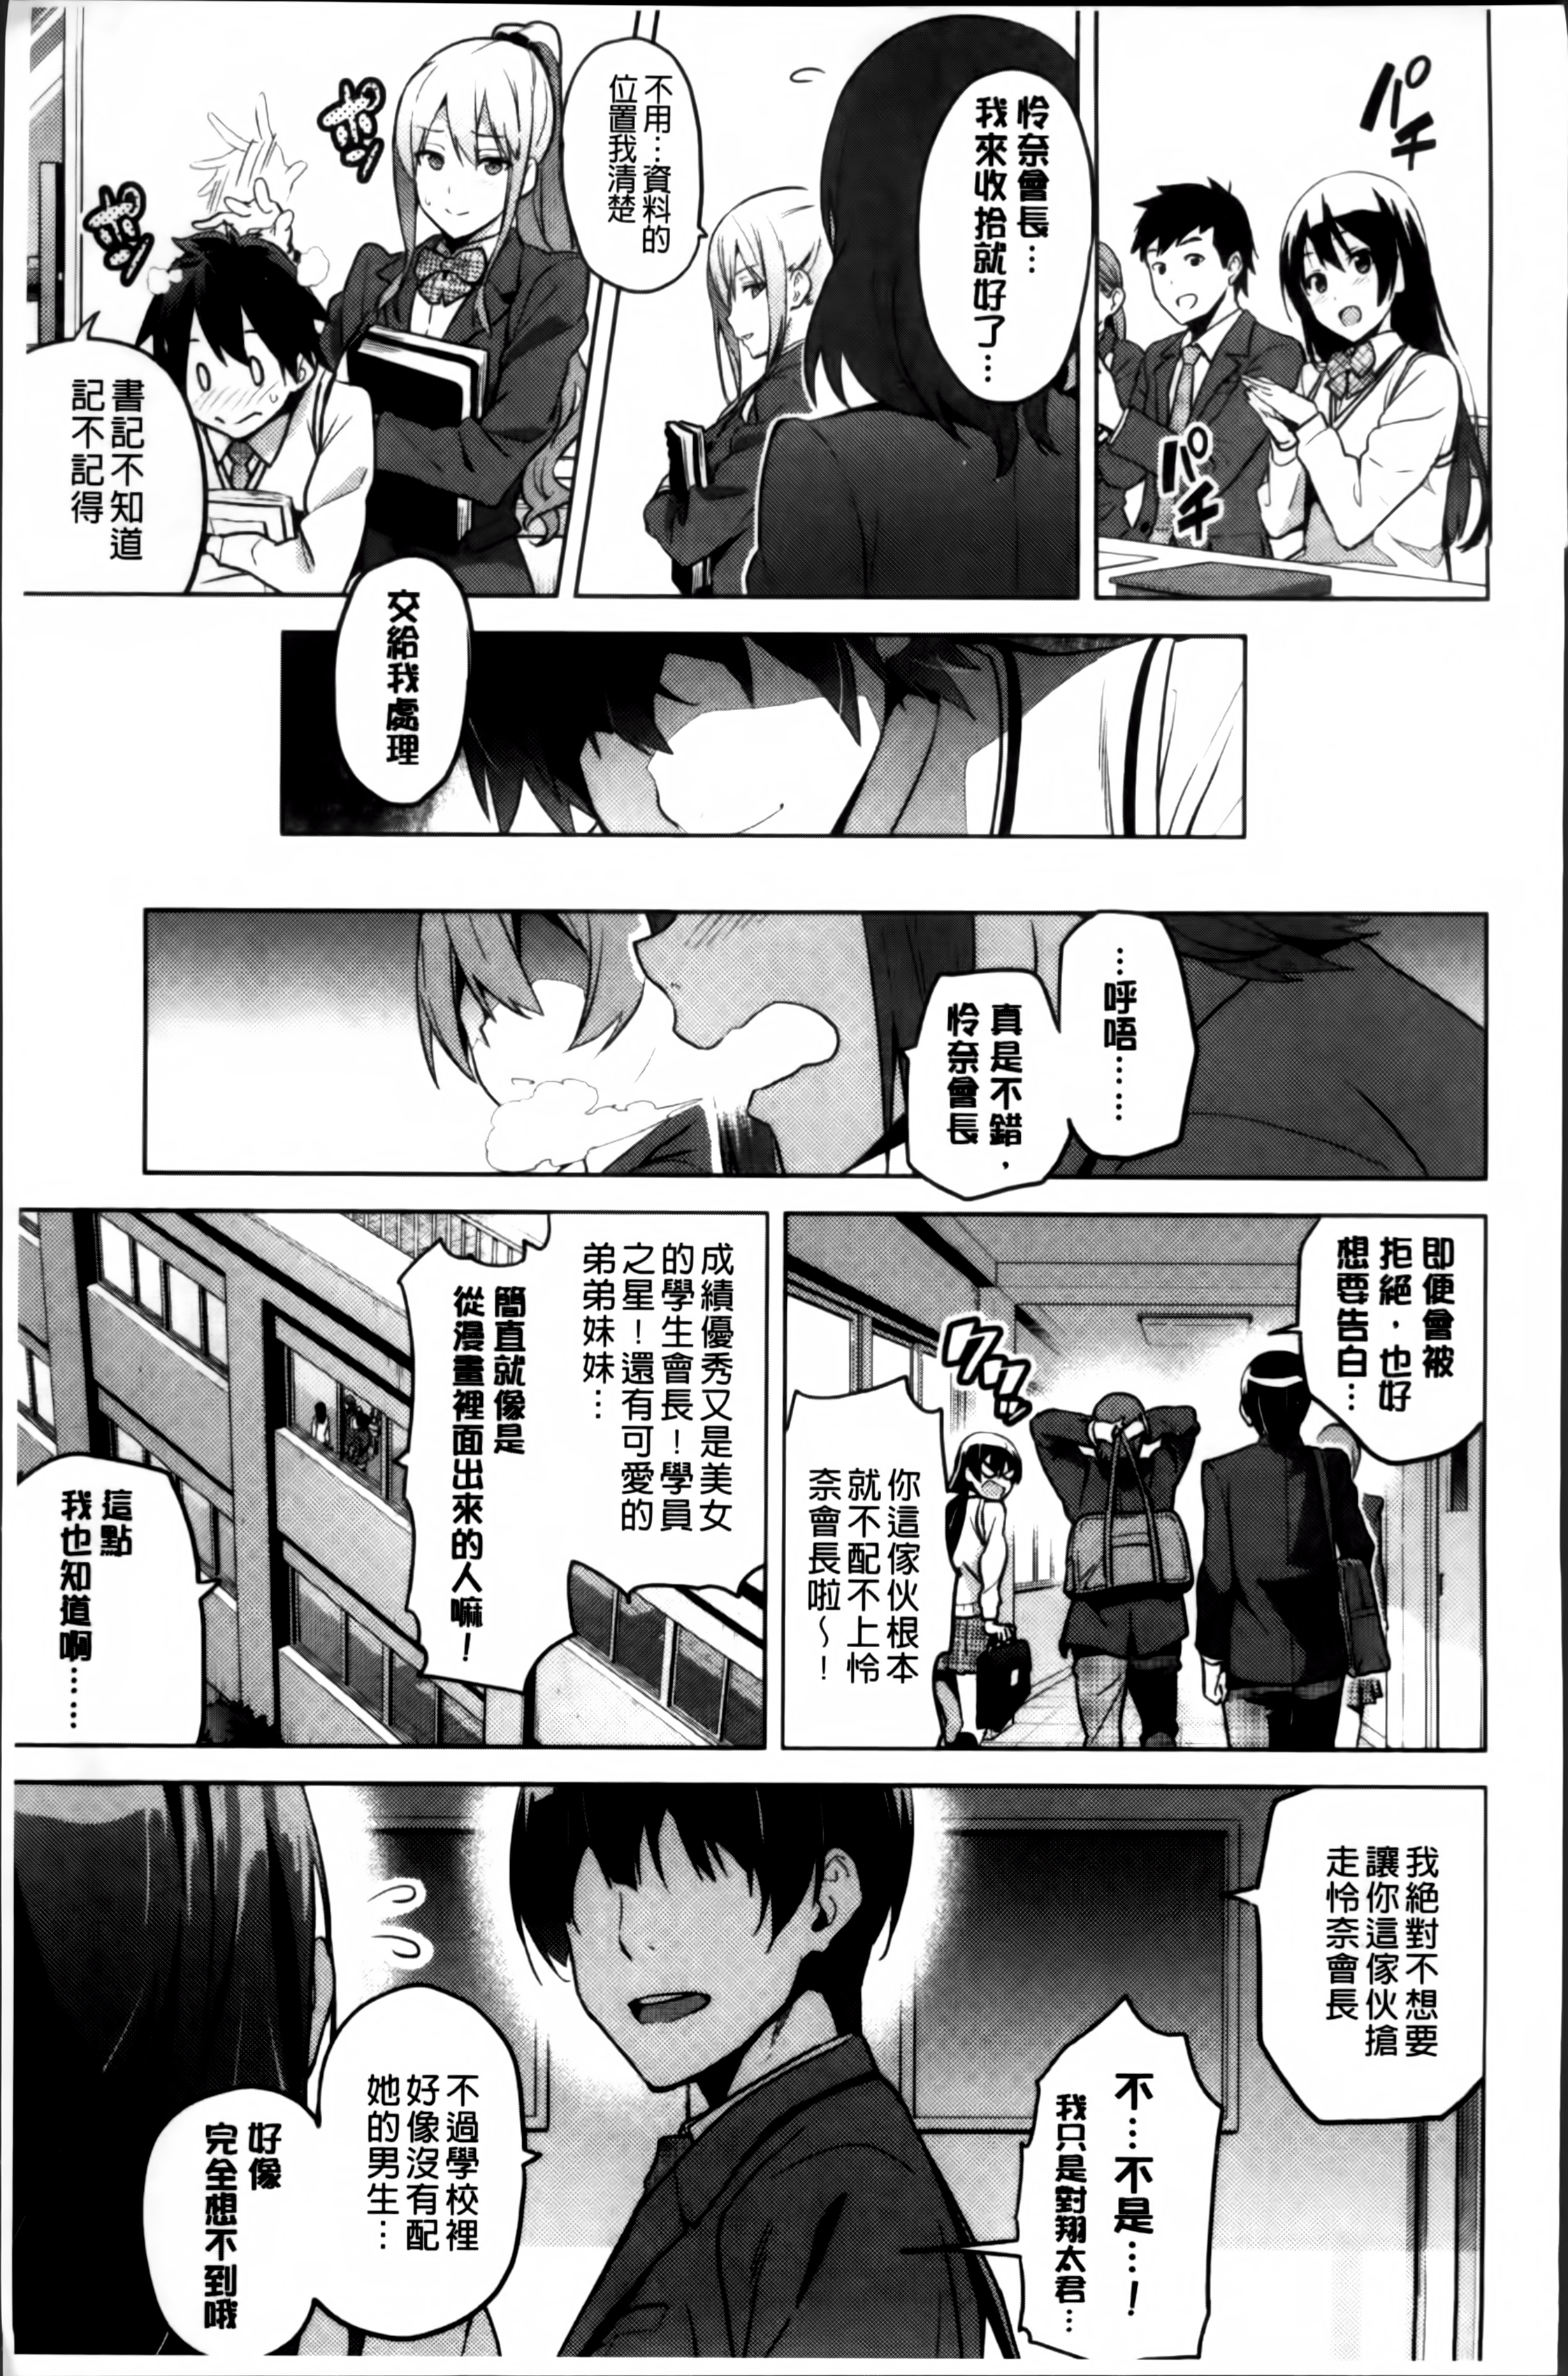 パチ
パチ
怜奈會長…
我來收拾就好了…
不用…資料的
位置我清楚
ポン
ポン
書記不知道
記不記得
交給我處理
…呼唔……
真是不錯，
怜奈會長
即便會被
拒絕，也好
想要告白…
你這傢伙根本
就不配不上怜
奈會長啦～！
成績優秀又是美女
的學生會長！學員
之星！還有可愛的
弟弟妹妹…
簡直就像是
從漫畫裡面出來的人嘛！
這點
我也知道啊……
我絕對不想要
讓你這傢伙搶
走怜奈會長
不…不是…！
我只是對翔太君…
不過學校裡
好像沒有配
她的男生…
好像
完全想不到哦